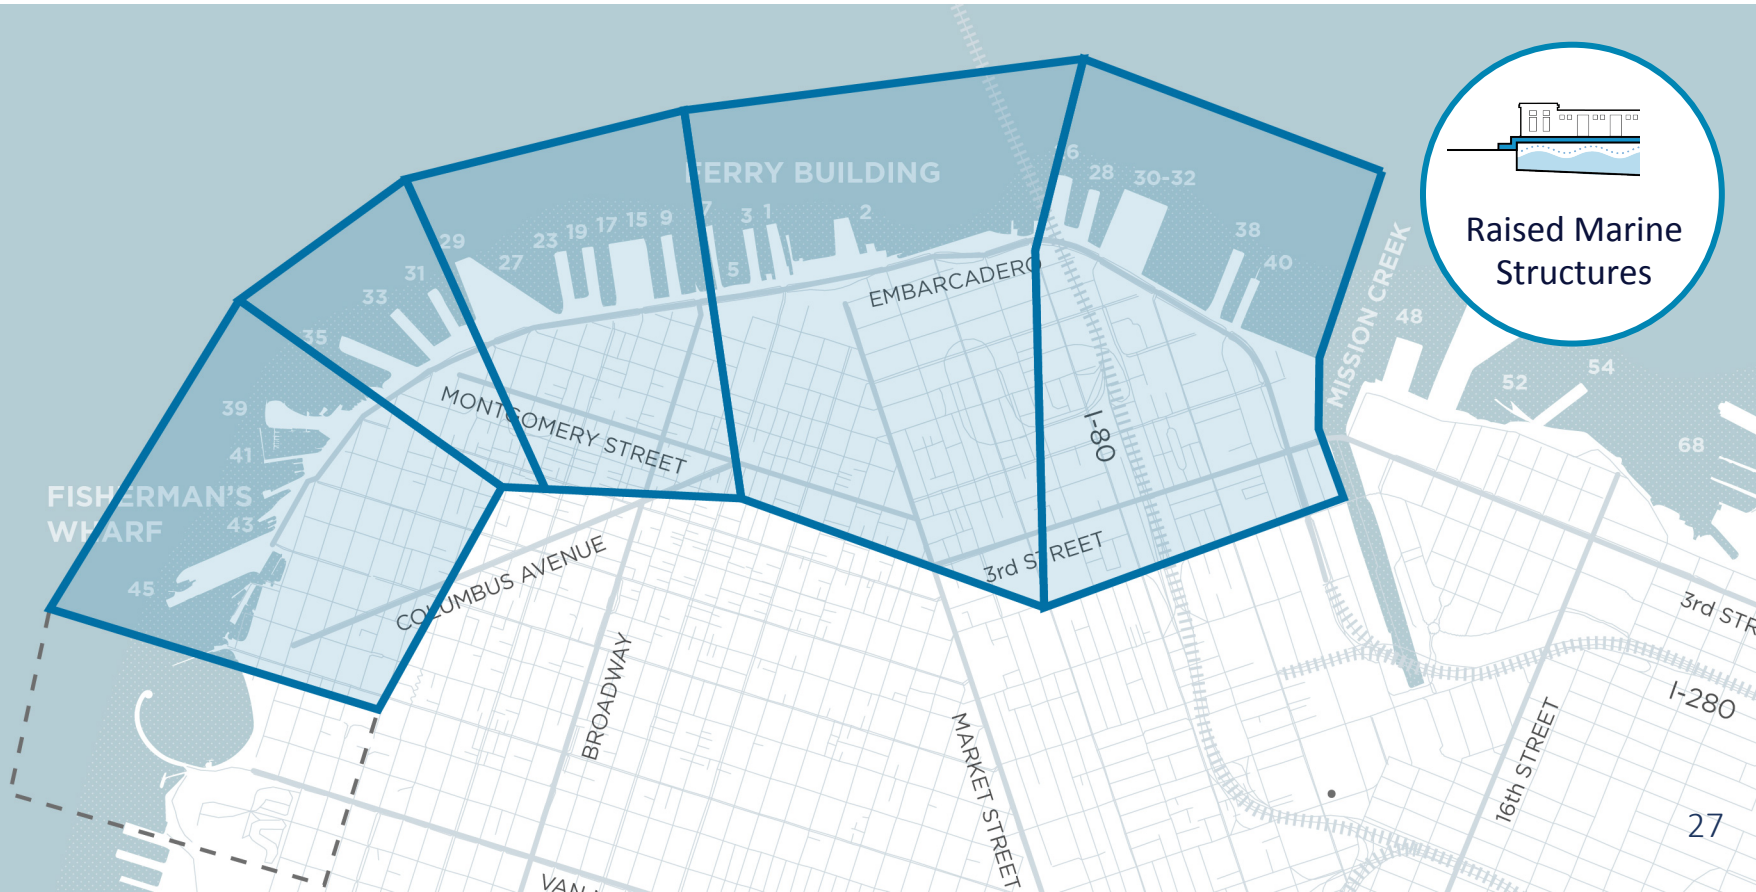 FERRY BUILDING
26
28
30-32
38
40
29
27
23
19
17
15
9
7
5
3
1
2
31
33
35
39
41
43
45
FISHERMAN'S
WHARF
EMBARCADERO
MONTGOMERY STREET
COLUMBUS AVENUE
BROADWAY
MARKET STREET
3rd STREET
I-80
MISSION CREEK
48
52
54
68
3rd STR
I-280
16th STREET
VAN
Raised Marine
Structures
27